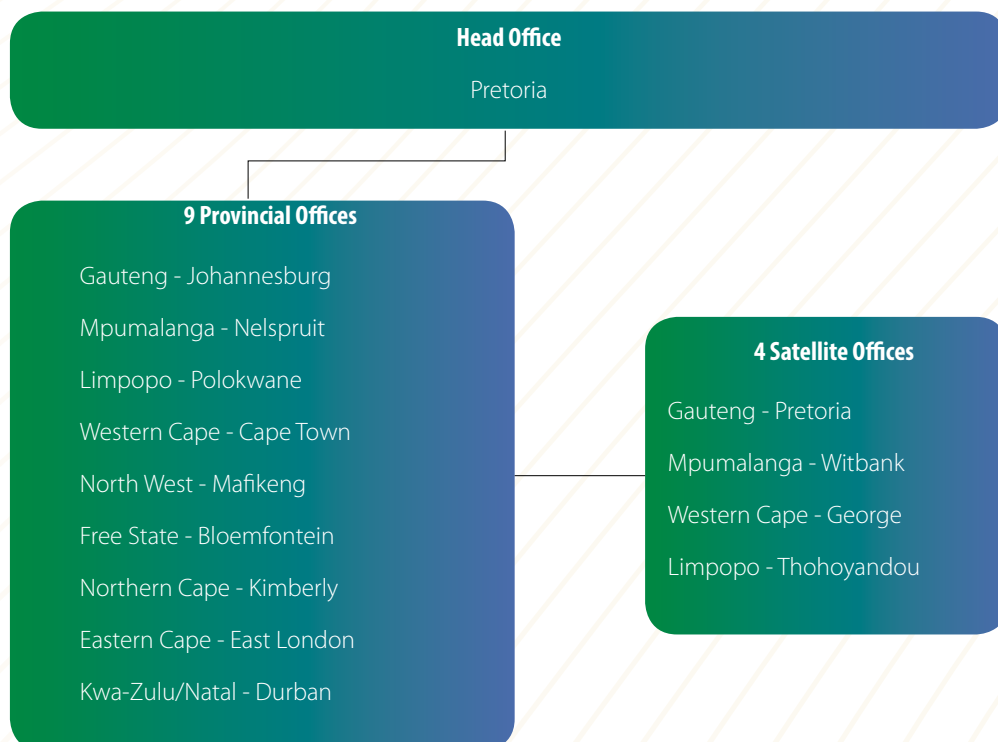 Head Office
Pretoria
9 Provincial Offices
Gauteng - Johannesburg
Mpumalanga - Nelspruit
Limpopo - Polokwane
Western Cape - Cape Town
North West - Mafikeng
Free State - Bloemfontein
Northern Cape - Kimberly
Eastern Cape - East London
Kwa-Zulu/Natal - Durban
4 Satellite Offices
Gauteng - Pretoria
Mpumalanga - Witbank
Western Cape - George
Limpopo - Thohoyandou